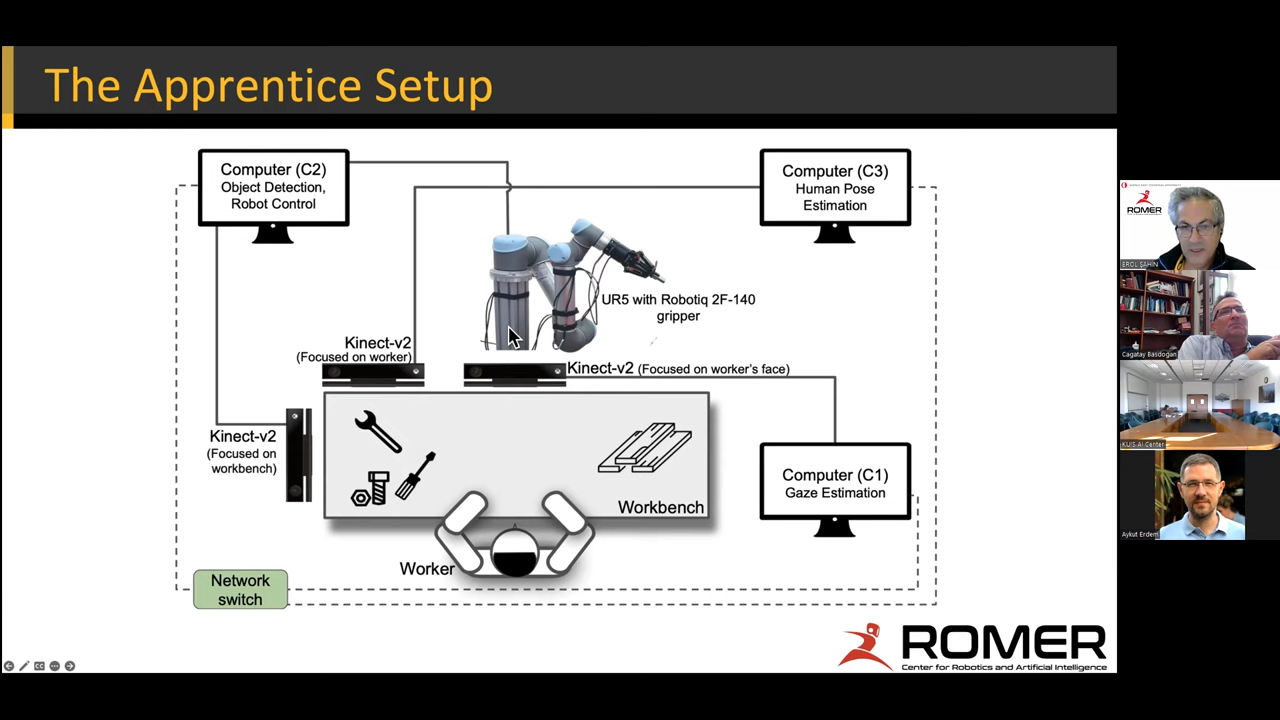 The Apprentice Setup
Computer (C2)
Object Detection,
Robot Control
Computer (C3)
Human Pose
Estimation
UR5 with Robotiq 2F-140
gripper
Kinect-v2
(Focused on worker)
Kinect-v2 (Focused on worker's face)
Kinect-v2
(Focused on
workbench)
Computer (C1)
Gaze Estimation
Workbench
Worker
Network
switch
ROMER
Center for Robotics and Artificial Intelligence
ROMER
EROL ŞAHİN
Cagatay Basdogan
KUIS AI Center
Aykut Erdem